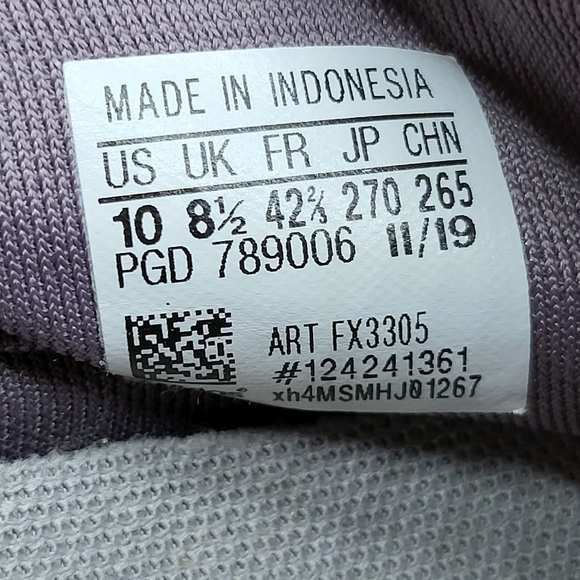 MADE IN INDONESIA
US UK FR JP CHN
10 8½ 42⅔ 270 265
PGD 789006 11/19
ART FX3305
#124241361
xh4MSMHJ01267